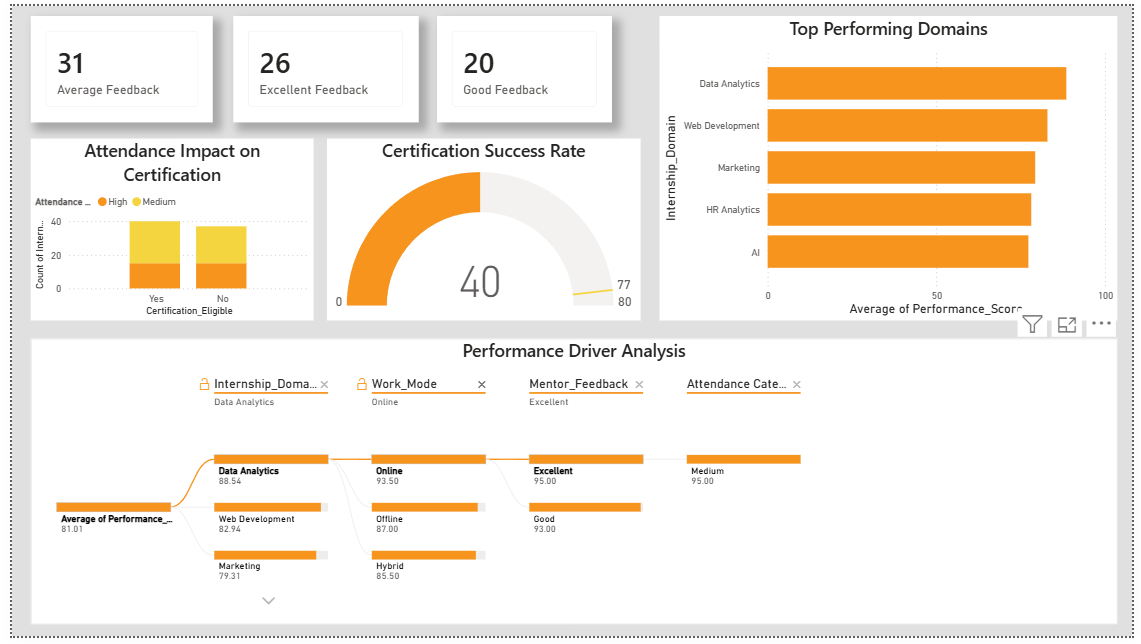 31
Average Feedback
26
Excellent Feedback
20
Good Feedback
Top Performing Domains
Internship_Domain
Data Analytics
Web Development
Marketing
HR Analytics
AI
0
50
100
Average of Performance_Score
Attendance Impact on
Certification
Attendance ...
High
Medium
Count of Intern...
40
20
0
Yes
No
Certification_Eligible
Certification Success Rate
40
0
77
80
Performance Driver Analysis
Internship_Doma...
Data Analytics
Work_Mode
Online
Mentor_Feedback
Excellent
Attendance Cate...
Data Analytics
88.54
Online
93.50
Excellent
95.00
Medium
95.00
Average of Performance_...
81.01
Web Development
82.94
Offline
87.00
Good
93.00
Marketing
79.31
Hybrid
85.50